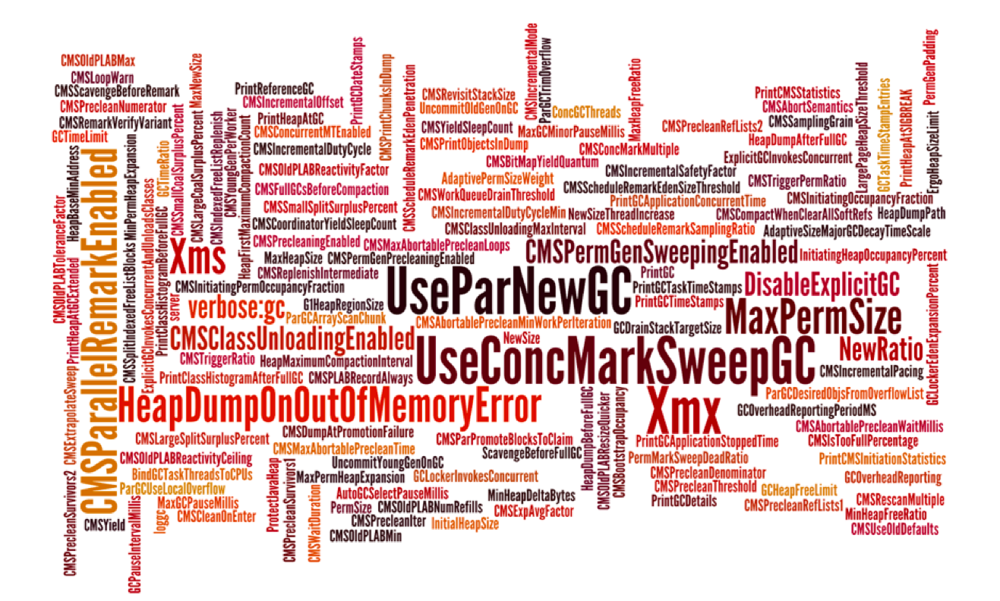 CMSOldPLABMax
CMSLoopWarn
CMSScavengeBeforeRemark
CMSPrecleanNumerator
CMSRemarkVerifyVariant
GCTimeLimit
HeapBaseMinAddress
CMSParallelRemarkEnabled
MinPermHeapExpansion
CMSSplitIndexedFreeListBlocks
CMSOldPLABToleranceFactor
PrintHeapAtGCExtended
CMSExtrapolateSweep
CMSPrecleanSurvivors2
ExplicitGCInvokesConcurrentAndUnloadsClasses
PrintClassHistogramBeforeFullGC
GCTimeRatio
CMSSmallCoalSurplusPercent
MaxNewSize
CMSLargeCoalSurplusPercent
CMSIndexedFreeListReplenish
CMSYoungGenPerWorker
HeapFirstMaximumCompactionCount
PrintReferenceGC
CMSIncrementalOffset
PrintHeapAtGC
CMSConcurrentMTEnabled
CMSIncrementalDutyCycle
CMSOldPLABReactivityFactor
CMSFullGCsBeforeCompaction
CMSSmallSplitSurplusPercent
CMSCoordinatorYieldSleepCount
CMSPrecleaningEnabled
CMSMaxAbortablePrecleanLoops
MaxHeapSize
CMSPermGenPrecleaningEnabled
CMSReplenishIntermediate
PrintGCDateStamps
CMSPrintChunksInDump
CMSScheduleRemarkEdenPenetration
CMSRevisitStackSize
UncommitOldGenOnGC
CMSYieldSleepCount
CMSPrintObjectsInDump
CMSIncrementalMode
ParGCTrimOverflow
ConcGCThreads
MaxGCMinorPauseMillis
MaxHeapFreeRatio
CMSConcMarkMultiple
CMSBitMapYieldQuantum
AdaptivePermSizeWeight
CMSWorkQueueDrainThreshold
CMSIncrementalDutyCycleMin
CMSClassUnloadingMaxInterval
CMSIncrementalSafetyFactor
CMSScheduleRemarkEdenSizeThreshold
PrintGCApplicationConcurrentTime
NewSizeThreadIncrease
CMSScheduleRemarkSamplingRatio
CMSPrecleanRefLists2
PrintCMSStatistics
CMSAbortSemantics
CMSSamplingGrain
HeapDumpAfterFullGC
ExplicitGCInvokesConcurrent
CMSTriggerPermRatio
CMSInitiatingOccupancyFraction
CMSCompactWhenClearAllSoftRefs
HeapDumpPath
AdaptiveSizeMajorGCDecayTimeScale
LargePageHeapSizeThreshold
GCTaskTimeStampEntries
PrintHeapAtSIGBREAK
PermGenPadding
ErgoHeapSizeLimit
Xms
CMSPermGenSweepingEnabled
InitiatingHeapOccupancyPercent
UseParNewGC
PrintGC
PrintGCTaskTimeStamps
PrintGCTimeStamps
DisableExplicitGC
MaxPermSize
CMSInitiatingPermOccupancyFraction
server
verbose:gc
G1HeapRegionSize
ParGCArrayScanChunk
CMSAbortablePrecleanMinWorkPerIteration
GCDrainStackTargetSize
CMSClassUnloadingEnabled
NewSize
UseConcMarkSweepGC
NewRatio
GCLockerEdenExpansionPercent
CMSTriggerRatio
HeapMaximumCompactionInterval
PrintClassHistogramAfterFullGC
CMSPLABRecordAlways
CMSIncrementalPacing
HeapDumpOnOutOfMemoryError
Xmx
ParGCDesiredObjsFromOverflowList
GCOverheadReportingPeriodMS
CMSAbortablePrecleanWaitMillis
CMSIsTooFullPercentage
HeapDumpBeforeFullGC
CMSOldPLABResizeQuicker
CMSBootstrapOccupancy
CMSDumpAtPromotionFailure
CMSLargeSplitSurplusPercent
CMSMaxAbortablePrecleanTime
CMSParPromoteBlocksToClaim
ScavengeBeforeFullGC
PrintGCApplicationStoppedTime
PermMarkSweepDeadRatio
PrintCMSInitiationStatistics
CMSOldPLABReactivityCeiling
BindGCTaskThreadsToCPUs
ParGCUseLocalOverflow
MaxGCPauseMillis
CMSCleanOnEnter
CMSYield
GCPauseIntervalMillis
loggc
ProtectJavaHeap
CMSPrecleanSurvivors1
CMSWaitDuration
UncommitYoungGenOnGC
MaxPermHeapExpansion
GCLockerInvokesConcurrent
AutoGCSelectPauseMillis
PermSize
CMSOldPLABNumRefills
CMSPrecleanIter
InitialHeapSize
CMSOldPLABMin
MinHeapDeltaBytes
CMSExpAvgFactor
CMSPrecleanDenominator
CMSPrecleanThreshold
PrintGCDetails
GCHeapFreeLimit
CMSPrecleanRefLists1
GCOverheadReporting
CMSRescanMultiple
MinHeapFreeRatio
CMSUseOldDefaults